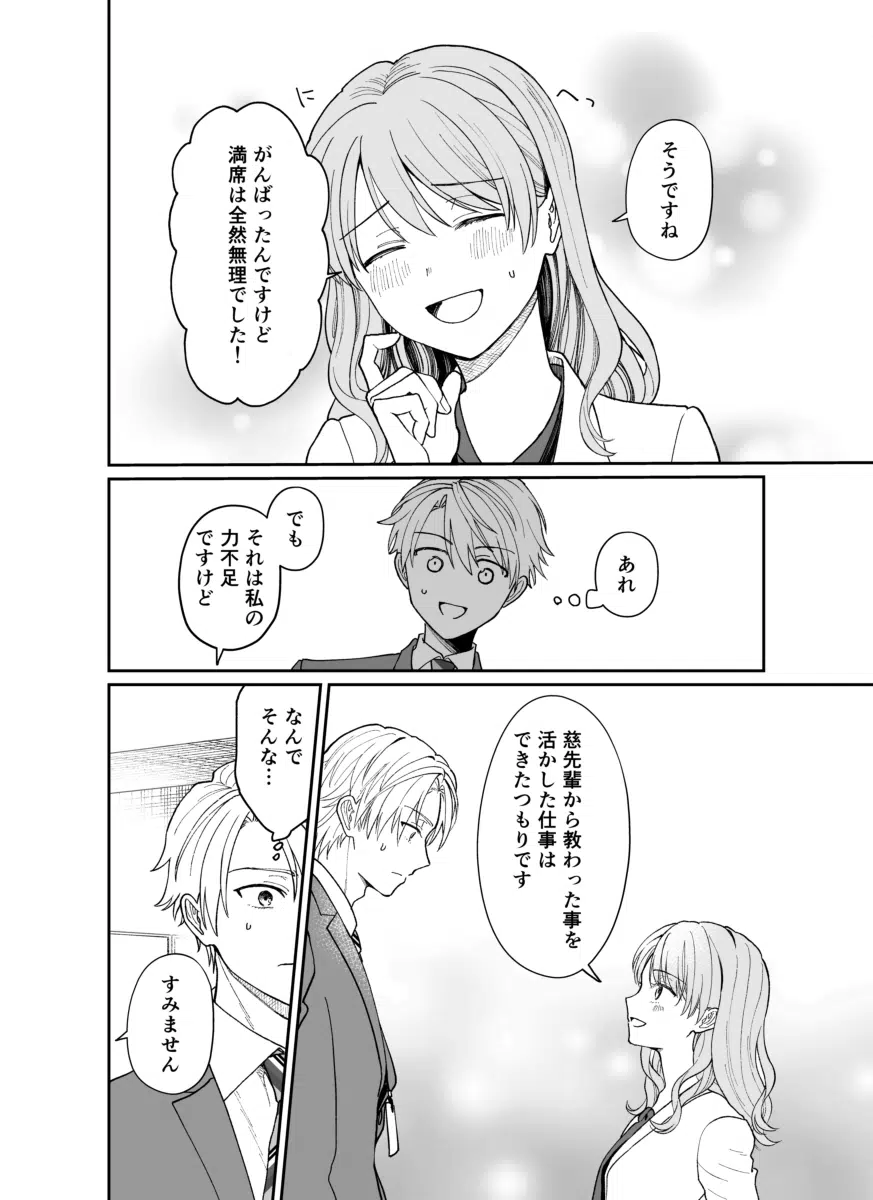 そうですね
がんばったんですけど
満席は全然無理でした！
あれ
でも
それは私の
力不足
ですけど
慈先輩から教わった事を
活かした仕事は
できたつもりです
なんで
そんな…
すみません